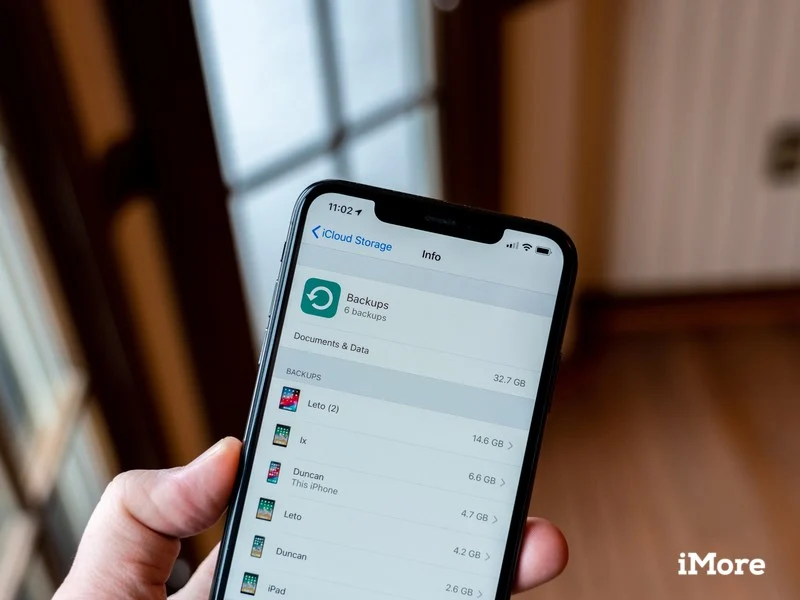 11:02
iCloud Storage
Info
Backups
6 backups
Documents & Data
32.7 GB
BACKUPS
Leto (2)
14.6 GB
Ix
6.6 GB
Duncan
This iPhone
4.7 GB
Leto
4.2 GB
Duncan
2.6 GB
iPad
iMore